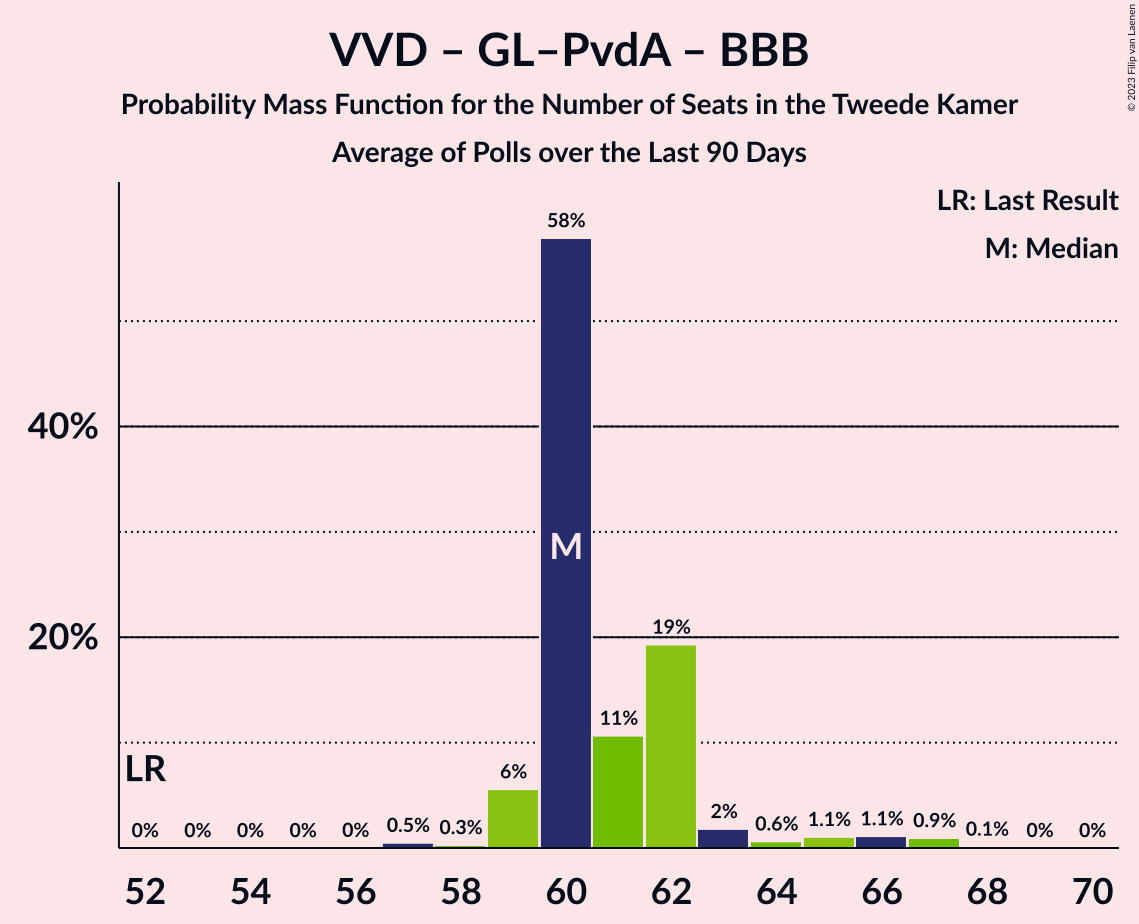 VVD – GL–PvdA – BBB
Probability Mass Function for the Number of Seats in the Tweede Kamer
Average of Polls over the Last 90 Days
© 2023 Filip van Laenen
LR: Last Result
M: Median
58%
40%
M
20%
19%
11%
LR
6%
0% 0% 0% 0% 0% 0.5% 0.3% 2% 0.6% 1.1% 1.1% 0.9% 0.1% 0% 0%
52 54 56 58 60 62 64 66 68 70